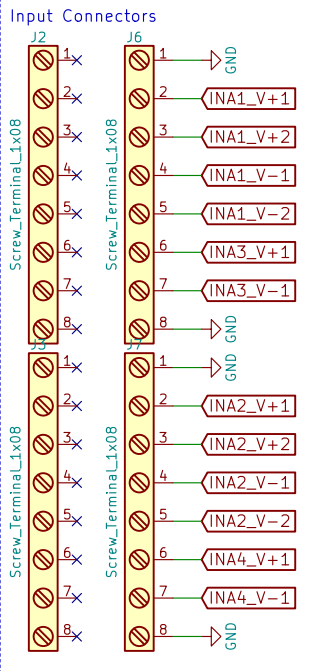 Input Connectors
J2
Screw_Terminal_1x08
1
2
3
4
5
6
7
8
J6
Screw_Terminal_1x08
1
GND
2
INA1_V+1
3
INA1_V+2
4
INA1_V-1
5
INA1_V-2
6
INA3_V+1
7
INA3_V-1
8
GND
J3
Screw_Terminal_1x08
1
2
3
4
5
6
7
8
J7
Screw_Terminal_1x08
1
GND
2
INA2_V+1
3
INA2_V+2
4
INA2_V-1
5
INA2_V-2
6
INA4_V+1
7
INA4_V-1
8
GND